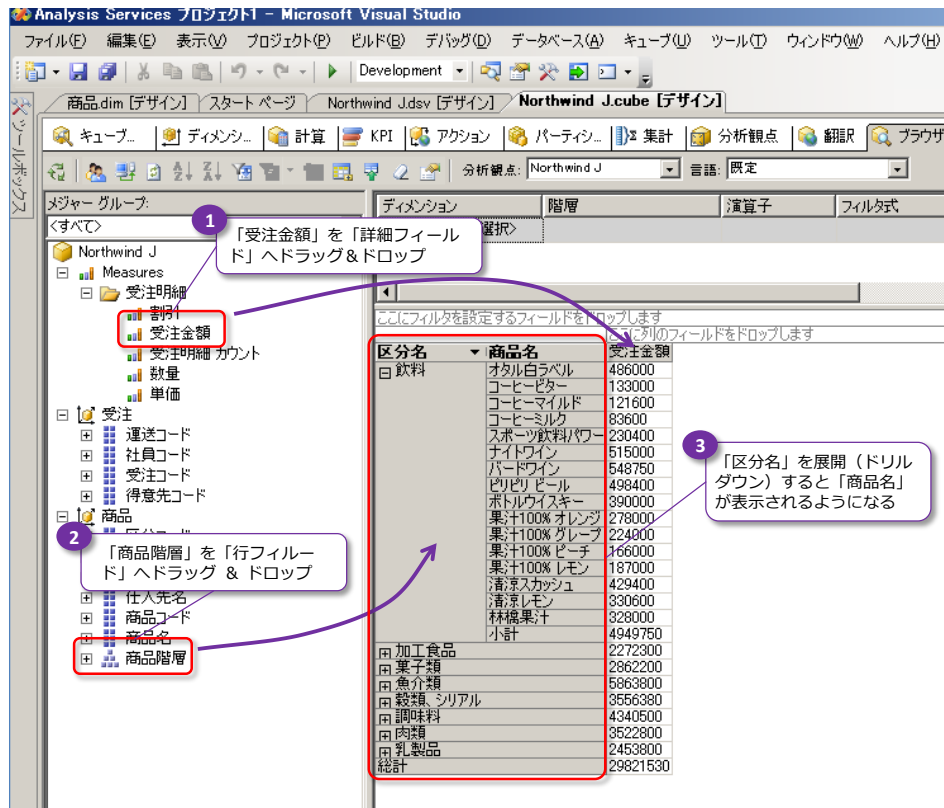 Analysis Services プロジェクト1 - Microsoft Visual Studio
ファイル(F) 編集(E) 表示(V) プロジェクト(P) ビルド(B) デバッグ(D) データベース(A) キューブ(U) ツール(T) ウィンドウ(W) ヘルプ(H)
Development
商品.dim [デザイン] スタート ページ Northwind J.dsv [デザイン] Northwind J.cube [デザイン]
ツールボックス
キューブ... ディメンシ... 計算 KPI アクション パーティシ... 集計 分析観点 翻訳 ブラウザ
分析観点: Northwind J 言語: 既定
メジャー グループ:
<すべて>
Northwind J
Measures
受注明細
割引
受注金額
受注明細 カウント
数量
単価
受注
運送コード
社員コード
受注コード
得意先コード
商品
仕入先名
商品コード
商品名
商品階層
1
「受注金額」を「詳細フィール
ド」へドラッグ＆ドロップ
2
「商品階層」を「行フィルー
ド」へドラッグ ＆ ドロップ
ディメンション 階層 演算子 フィルタ式
選択>
ここにフィルタを設定するフィールドをドロップします
ここに列のフィールドをドロップします
区分名 商品名 受注金額
飲料 オタル白ラベル 486000
コーヒービター 133000
コーヒーマイルド 121600
コーヒーミルク 83600
スポーツ飲料パワー 230400
ナイトワイン 515000
バードワイン 548750
ピリピリ ビール 498400
ボトルウイスキー 390000
果汁100% オレンジ 278000
果汁100% グレープ 224000
果汁100% ピーチ 166000
果汁100% レモン 187000
清涼スカッシュ 429400
清涼レモン 330600
林檎果汁 328000
小計 4949750
加工食品 2272300
菓子類 2862200
魚介類 5863800
穀類、シリアル 3556380
調味料 4340500
肉類 3522800
乳製品 2453800
総計 29821530
3
「区分名」を展開（ドリル
ダウン）すると「商品名」
が表示されるようになる